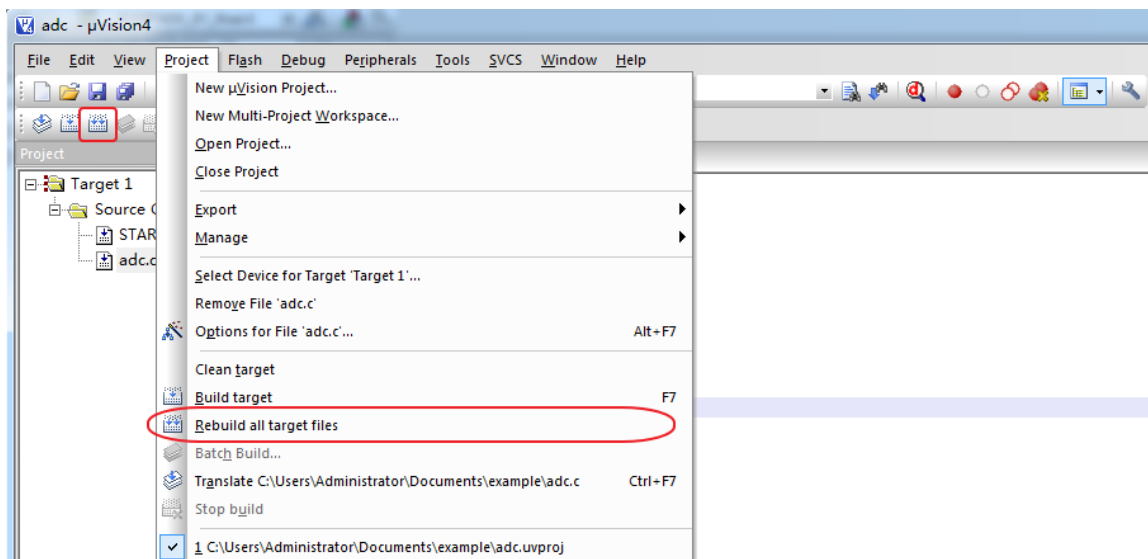 adc - µVision4
File Edit View Project Flash Debug Peripherals Tools SVCS Window Help
Project
Target 1
Source
STAR
adc.c
New µVision Project...
New Multi-Project Workspace...
Open Project...
Close Project
Export
Manage
Select Device for Target 'Target 1'...
Remove File 'adc.c'
Options for File 'adc.c'... Alt+F7
Clean target
Build target F7
Rebuild all target files
Batch Build...
Translate C:\Users\Administrator\Documents\example\adc.c Ctrl+F7
Stop build
1 C:\Users\Administrator\Documents\example\adc.uvproj